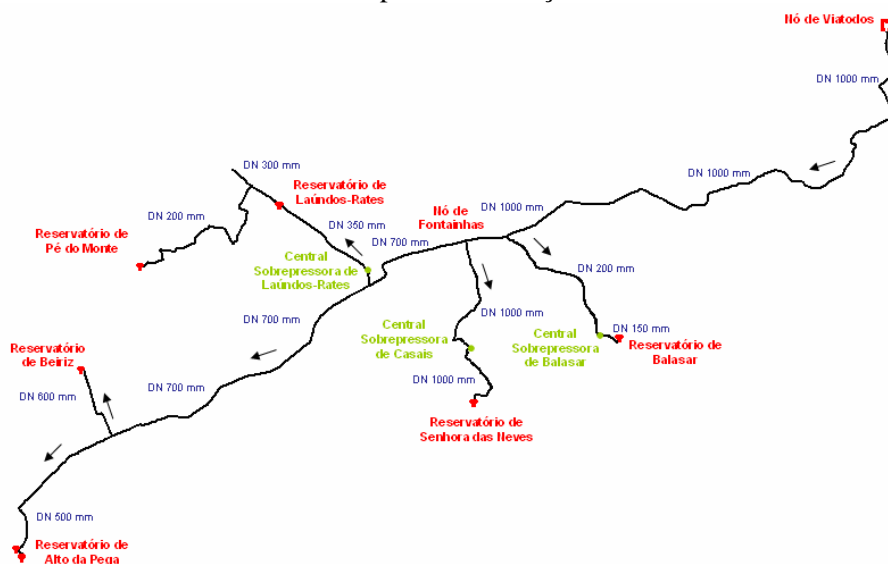 Nó de Viatodos
DN 1000 mm
DN 300 mm
DN 1000 mm
Reservatório de
Laúndos-Rates
DN 200 mm
Nó de
Fontainhas
DN 1000 mm
DN 350 mm
Reservatório de
Pé do Monte
DN 700 mm
Central
Sobrepressora de
Laúndos-Rates
DN 200 mm
DN 700 mm
DN 1000 mm
Central
Sobrepressora
de Casais
Central
Sobrepressora
de Balasar
DN 150 mm
Reservatório de
Balasar
Reservatório
de Beiriz
DN 700 mm
DN 1000 mm
DN 600 mm
Reservatório de
Senhora das Neves
DN 500 mm
Reservatório de
Alto da Pega